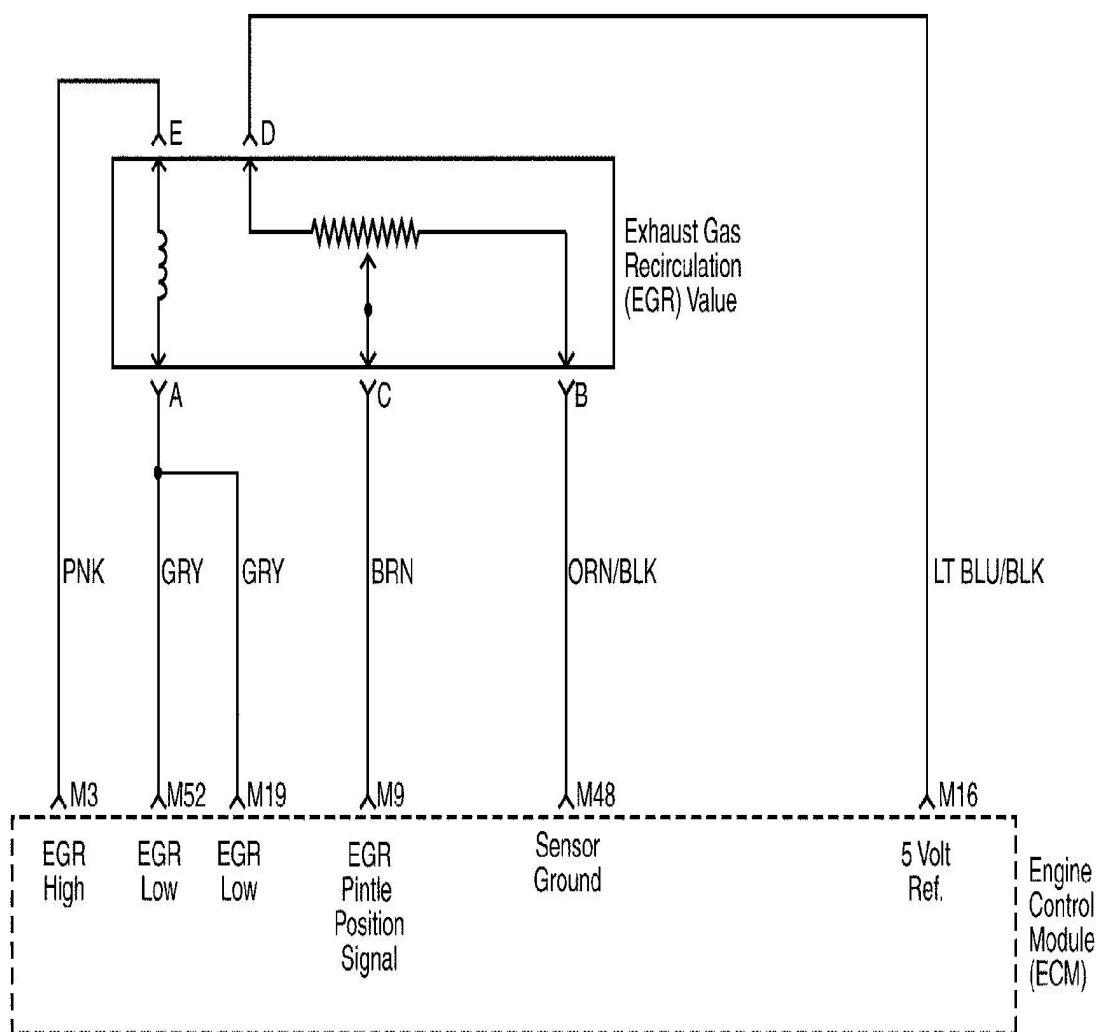 E
D
Exhaust Gas
Recirculation
(EGR) Value
A
C
B
PNK
GRY
GRY
BRN
ORN/BLK
LT BLU/BLK
M3
M52
M19
M9
M48
M16
EGR
High
EGR
Low
EGR
Low
EGR
Pintle
Position
Signal
Sensor
Ground
5 Volt
Ref.
Engine
Control
Module
(ECM)